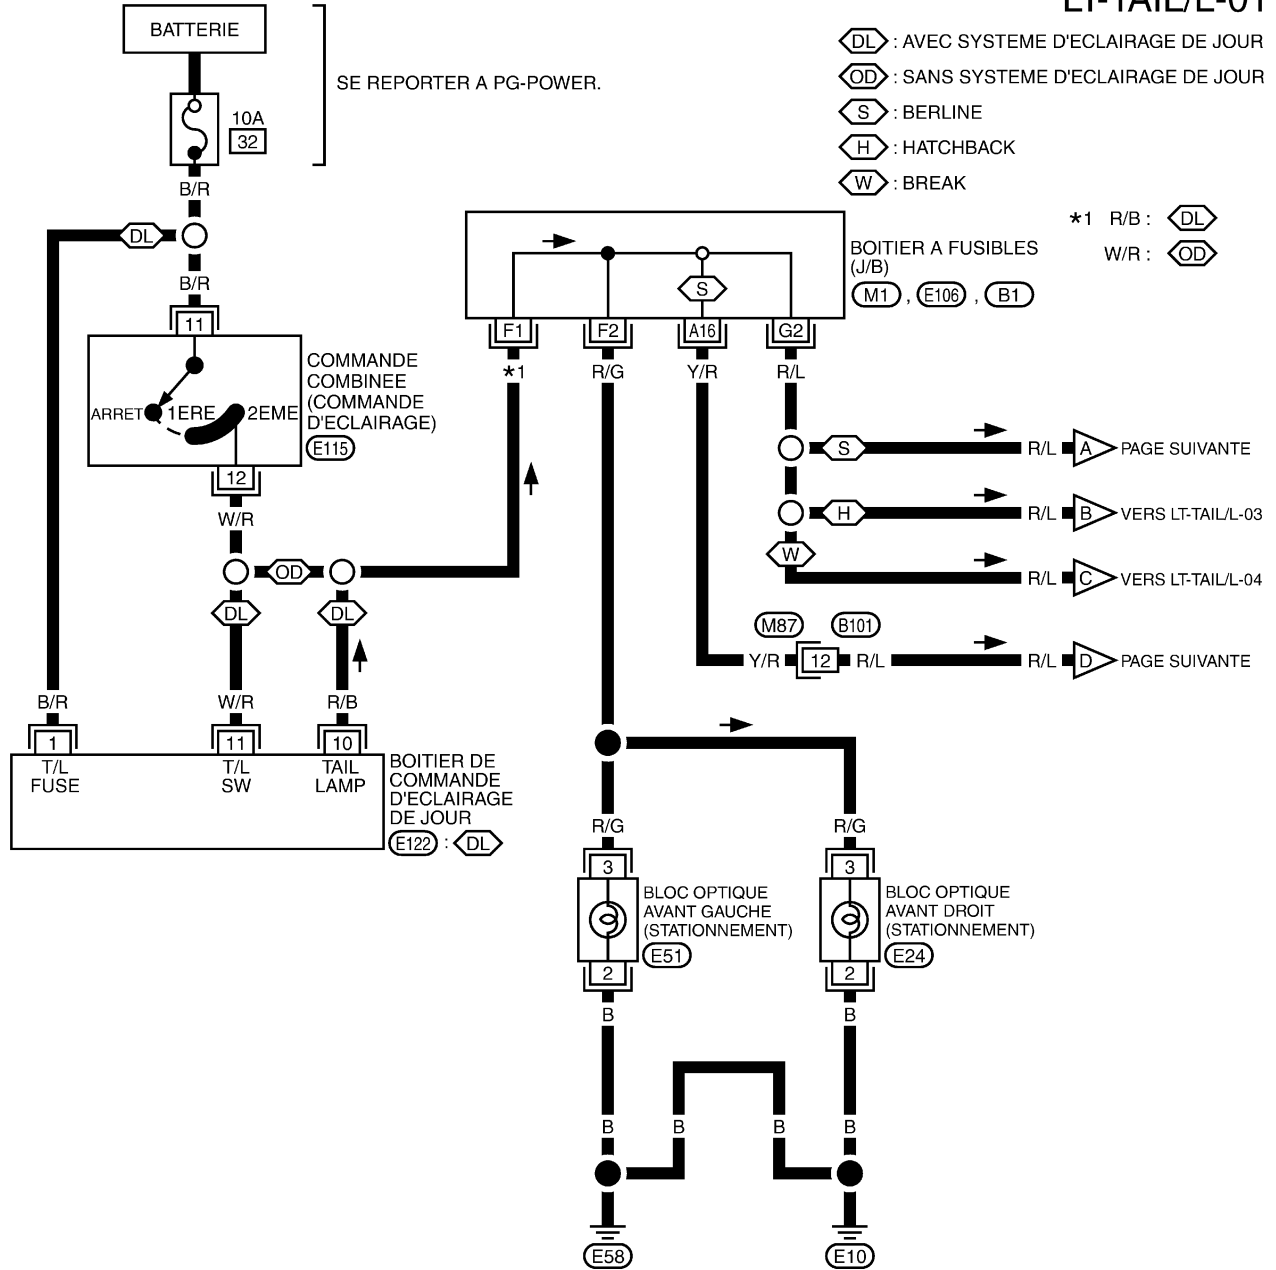 LT-TAIL/L-01
BATTERIE
SE REPORTER A PG-POWER.
10A
32
B/R
DL
B/R
11
COMMANDE
COMBINEE
(COMMANDE
D'ECLAIRAGE)
E115
ARRET
1ERE
2EME
12
W/R
OD
DL
DL
B/R
W/R
R/B
1
11
10
T/L
FUSE
T/L
SW
TAIL
LAMP
BOITIER DE
COMMANDE
D'ECLAIRAGE
DE JOUR
E122 : DL
DL : AVEC SYSTEME D'ECLAIRAGE DE JOUR
OD : SANS SYSTEME D'ECLAIRAGE DE JOUR
S : BERLINE
H : HATCHBACK
W : BREAK
*1 R/B : DL
W/R : OD
BOITIER A FUSIBLES
(J/B)
M1 , E106 , B1
S
F1
F2
A16
G2
*1
R/G
Y/R
R/L
S
R/L
A
PAGE SUIVANTE
H
R/L
B
VERS LT-TAIL/L-03
W
R/L
C
VERS LT-TAIL/L-04
M87
B101
Y/R
12
R/L
R/L
D
PAGE SUIVANTE
R/G
R/G
3
3
BLOC OPTIQUE
AVANT GAUCHE
(STATIONNEMENT)
E51
BLOC OPTIQUE
AVANT DROIT
(STATIONNEMENT)
E24
2
2
B
B
B
B
B
B
E58
E10